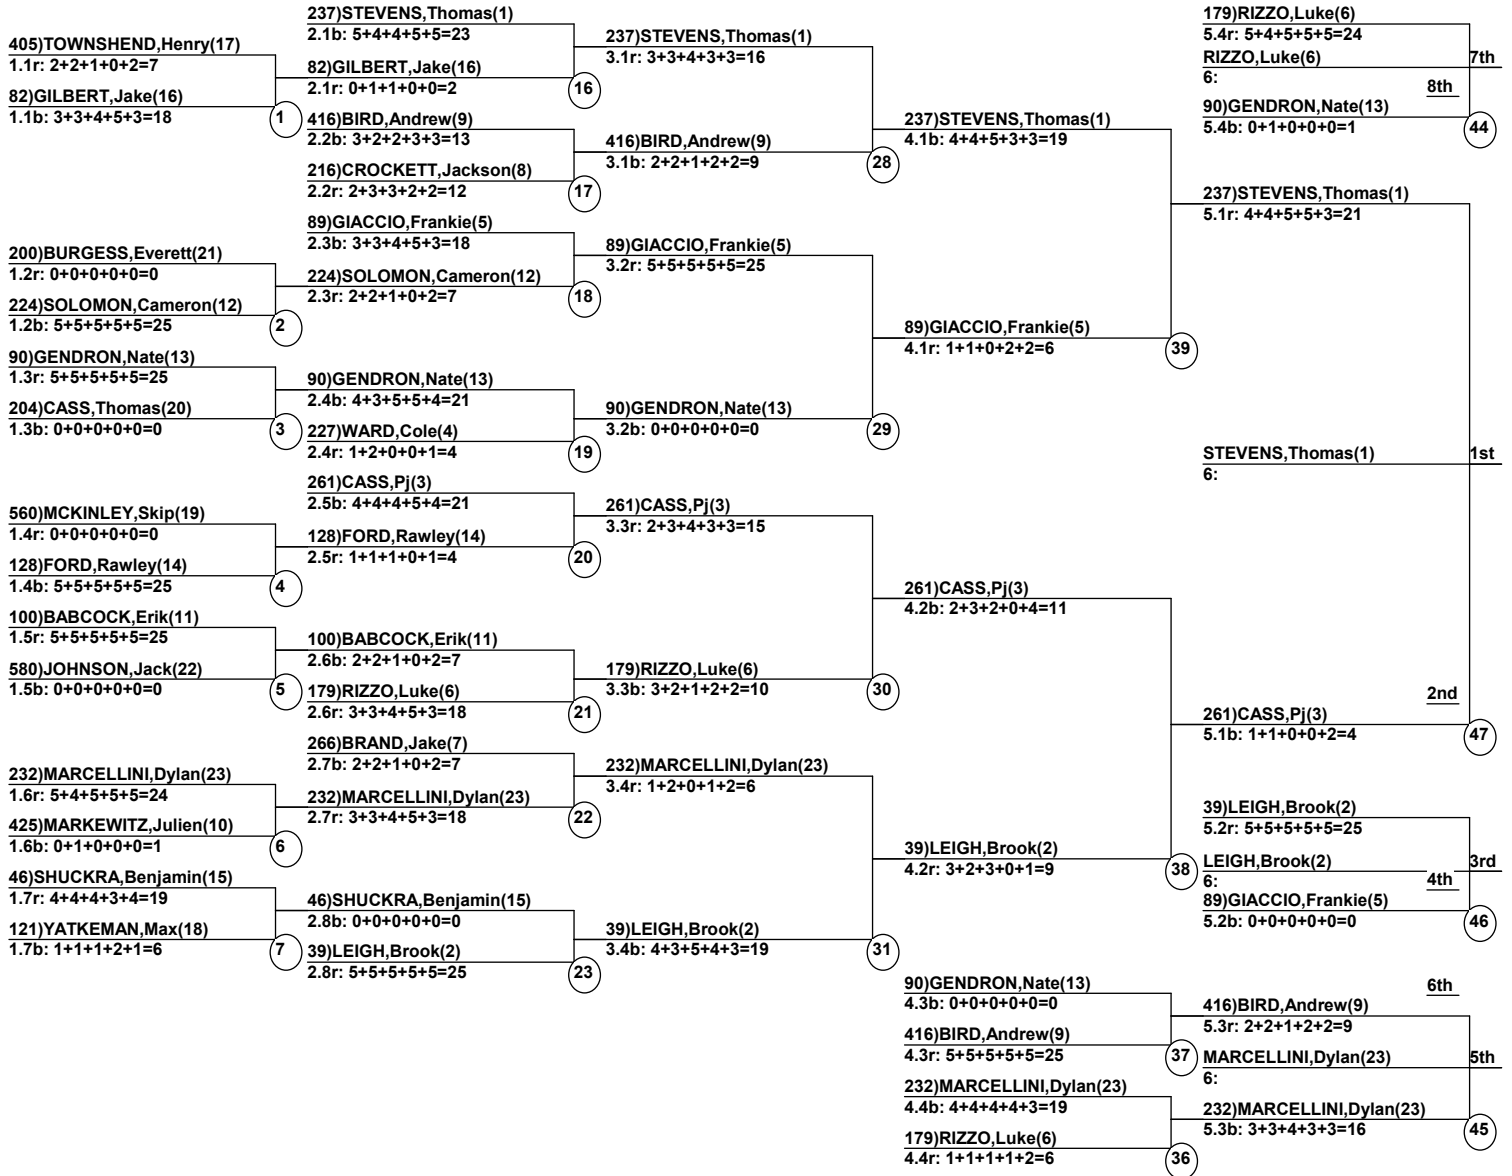 405)TOWNSHEND,Henry(17)
1.1r: 2+2+1+0+2=7
82)GILBERT,Jake(16)
1.1b: 3+3+4+5+3=18
1
200)BURGESS,Everett(21)
1.2r: 0+0+0+0+0=0
224)SOLOMON,Cameron(12)
1.2b: 5+5+5+5+5=25
2
90)GENDRON,Nate(13)
1.3r: 5+5+5+5+5=25
204)CASS,Thomas(20)
1.3b: 0+0+0+0+0=0
3
560)MCKINLEY,Skip(19)
1.4r: 0+0+0+0+0=0
128)FORD,Rawley(14)
1.4b: 5+5+5+5+5=25
4
100)BABCOCK,Erik(11)
1.5r: 5+5+5+5+5=25
580)JOHNSON,Jack(22)
1.5b: 0+0+0+0+0=0
5
232)MARCELLINI,Dylan(23)
1.6r: 5+4+5+5+5=24
425)MARKEWITZ,Julien(10)
1.6b: 0+1+0+0+0=1
6
46)SHUCKRA,Benjamin(15)
1.7r: 4+4+4+3+4=19
121)YATKEMAN,Max(18)
1.7b: 1+1+1+2+1=6
7
237)STEVENS,Thomas(1)
2.1b: 5+4+4+5+5=23
82)GILBERT,Jake(16)
2.1r: 0+1+1+0+0=2
16
416)BIRD,Andrew(9)
2.2b: 3+2+2+3+3=13
216)CROCKETT,Jackson(8)
2.2r: 2+3+3+2+2=12
17
89)GIACCIO,Frankie(5)
2.3b: 3+3+4+5+3=18
224)SOLOMON,Cameron(12)
2.3r: 2+2+1+0+2=7
18
90)GENDRON,Nate(13)
2.4b: 4+3+5+5+4=21
227)WARD,Cole(4)
2.4r: 1+2+0+0+1=4
19
261)CASS,Pj(3)
2.5b: 4+4+4+5+4=21
128)FORD,Rawley(14)
2.5r: 1+1+1+0+1=4
20
100)BABCOCK,Erik(11)
2.6b: 2+2+1+0+2=7
179)RIZZO,Luke(6)
2.6r: 3+3+4+5+3=18
21
266)BRAND,Jake(7)
2.7b: 2+2+1+0+2=7
232)MARCELLINI,Dylan(23)
2.7r: 3+3+4+5+3=18
22
46)SHUCKRA,Benjamin(15)
2.8b: 0+0+0+0+0=0
39)LEIGH,Brook(2)
2.8r: 5+5+5+5+5=25
23
237)STEVENS,Thomas(1)
3.1r: 3+3+4+3+3=16
416)BIRD,Andrew(9)
3.1b: 2+2+1+2+2=9
28
89)GIACCIO,Frankie(5)
3.2r: 5+5+5+5+5=25
90)GENDRON,Nate(13)
3.2b: 0+0+0+0+0=0
29
261)CASS,Pj(3)
3.3r: 2+3+4+3+3=15
179)RIZZO,Luke(6)
3.3b: 3+2+1+2+2=10
30
232)MARCELLINI,Dylan(23)
3.4r: 1+2+0+1+2=6
39)LEIGH,Brook(2)
3.4b: 4+3+5+4+3=19
31
237)STEVENS,Thomas(1)
4.1b: 4+4+5+3+3=19
89)GIACCIO,Frankie(5)
4.1r: 1+1+0+2+2=6
39
261)CASS,Pj(3)
4.2b: 2+3+2+0+4=11
39)LEIGH,Brook(2)
4.2r: 3+2+3+0+1=9
38
90)GENDRON,Nate(13)
4.3b: 0+0+0+0+0=0
416)BIRD,Andrew(9)
4.3r: 5+5+5+5+5=25
37
232)MARCELLINI,Dylan(23)
4.4b: 4+4+4+4+3=19
179)RIZZO,Luke(6)
4.4r: 1+1+1+1+2=6
36
179)RIZZO,Luke(6)
5.4r: 5+4+5+5+5=24
RIZZO,Luke(6)
7th
6:
8th
90)GENDRON,Nate(13)
5.4b: 0+1+0+0+0=1
44
237)STEVENS,Thomas(1)
5.1r: 4+4+5+5+3=21
STEVENS,Thomas(1)
1st
6:
2nd
261)CASS,Pj(3)
5.1b: 1+1+0+0+2=4
47
39)LEIGH,Brook(2)
5.2r: 5+5+5+5+5=25
LEIGH,Brook(2)
3rd
6:
4th
89)GIACCIO,Frankie(5)
5.2b: 0+0+0+0+0=0
46
6th
416)BIRD,Andrew(9)
5.3r: 2+2+1+2+2=9
MARCELLINI,Dylan(23)
5th
6:
232)MARCELLINI,Dylan(23)
5.3b: 3+3+4+3+3=16
45